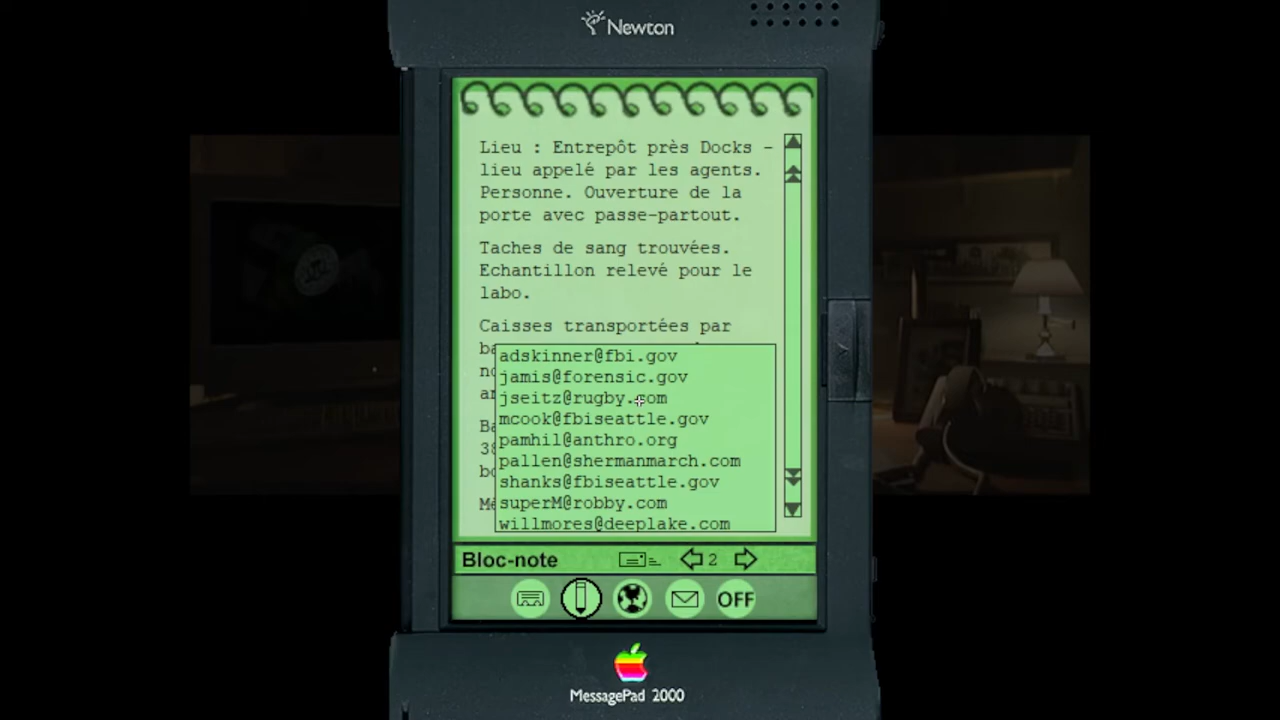 Newton
Lieu : Entrepôt près Docks -
lieu appelé par les agents.
Personne. Ouverture de la
porte avec passe-partout.
Taches de sang trouvées.
Echantillon relevé pour le
labo.
Caisses transportées par
adskinner@fbi.gov
jamis@forensic.gov
jseitz@rugby.com
mcook@fbiseattle.gov
pamhil@anthro.org
pallen@shermanmarch.com
shanks@fbiseattle.gov
superM@robby.com
willmores@deeplake.com
Bloc-note
2
OFF
MessagePad 2000